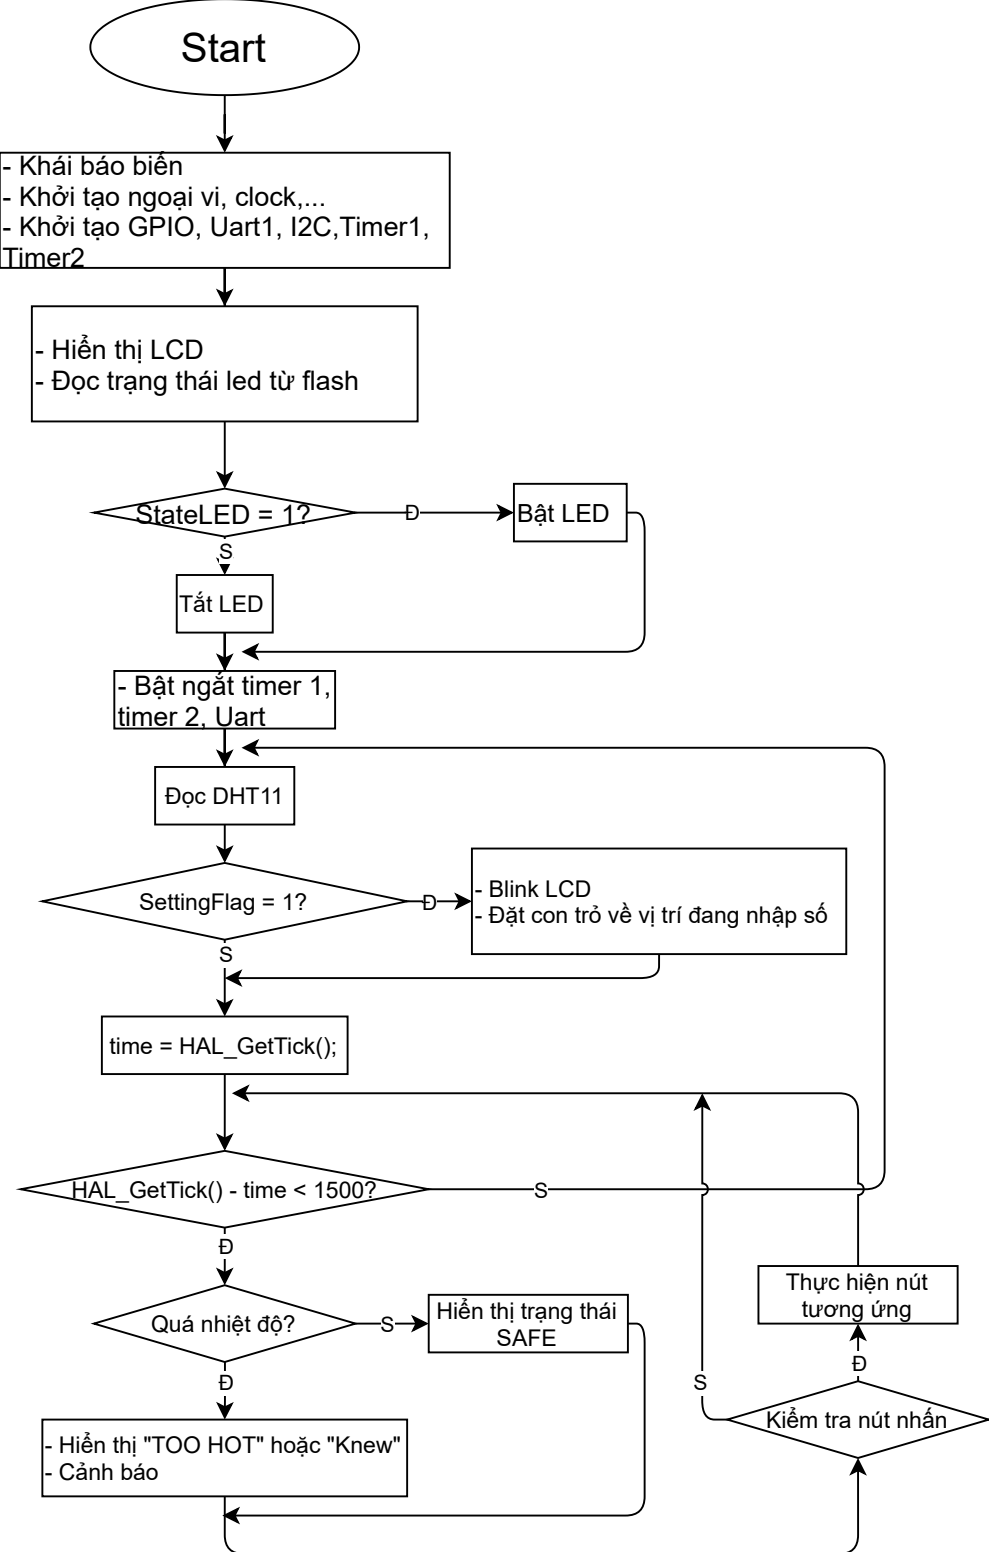 Start
- Khái báo biến
- Khởi tạo ngoại vi, clock,...
- Khởi tạo GPIO, Uart1, I2C,Timer1,
Timer2
- Hiển thị LCD
- Đọc trạng thái led từ flash
StateLED = 1?
Đ
Bật LED
S
Tắt LED
- Bật ngắt timer 1,
timer 2, Uart
Đọc DHT11
SettingFlag = 1?
Đ
- Blink LCD
- Đặt con trỏ về vị trí đang nhập số
S
time = HAL_GetTick();
HAL_GetTick() - time < 1500?
S
Đ
Quá nhiệt độ?
S
Hiển thị trạng thái
SAFE
Đ
- Hiển thị "TOO HOT" hoặc "Knew"
- Cảnh báo
Thực hiện nút
tương ứng
Đ
S
Kiểm tra nút nhấn